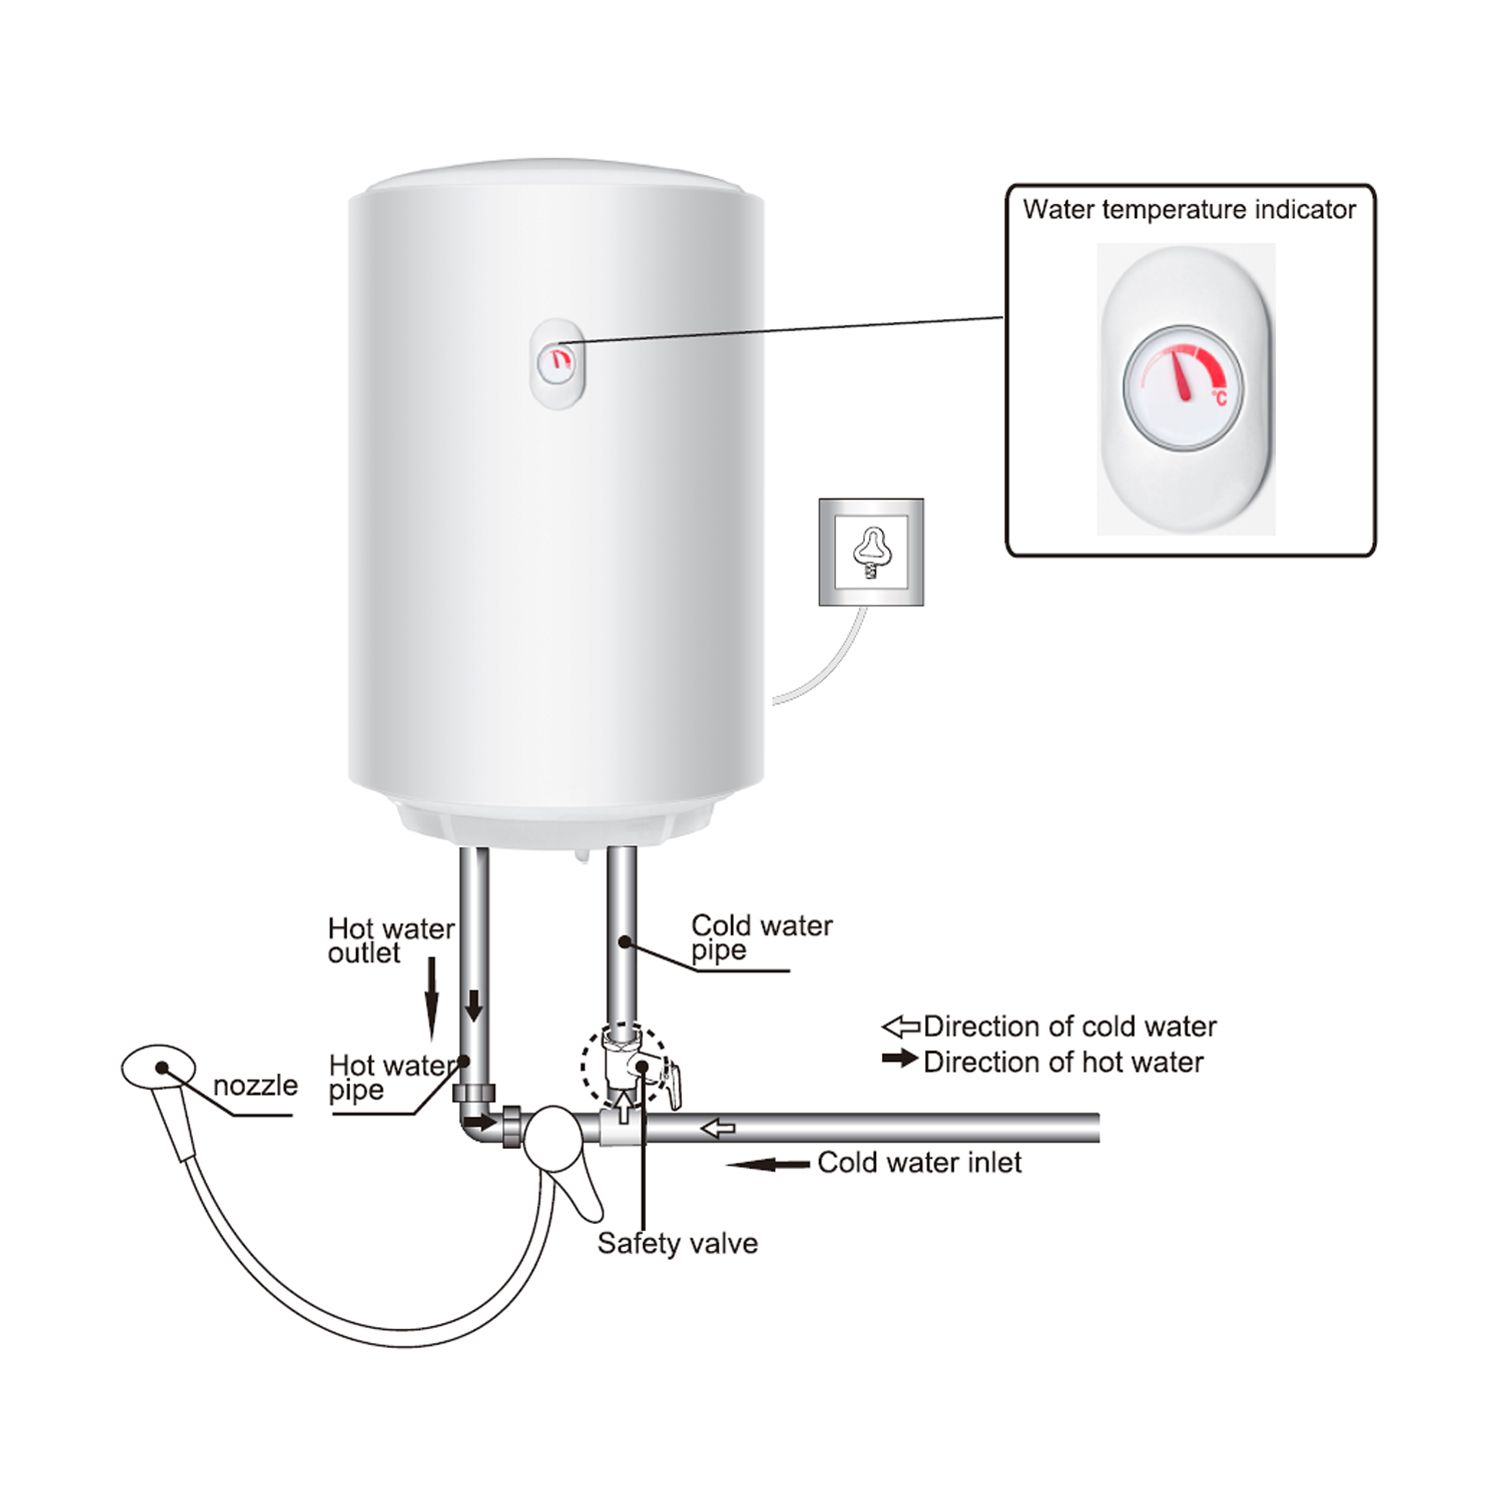 Water temperature indicator
°C
Hot water
outlet
Cold water
pipe
Direction of cold water
Direction of hot water
Hot water
pipe
nozzle
Cold water inlet
Safety valve